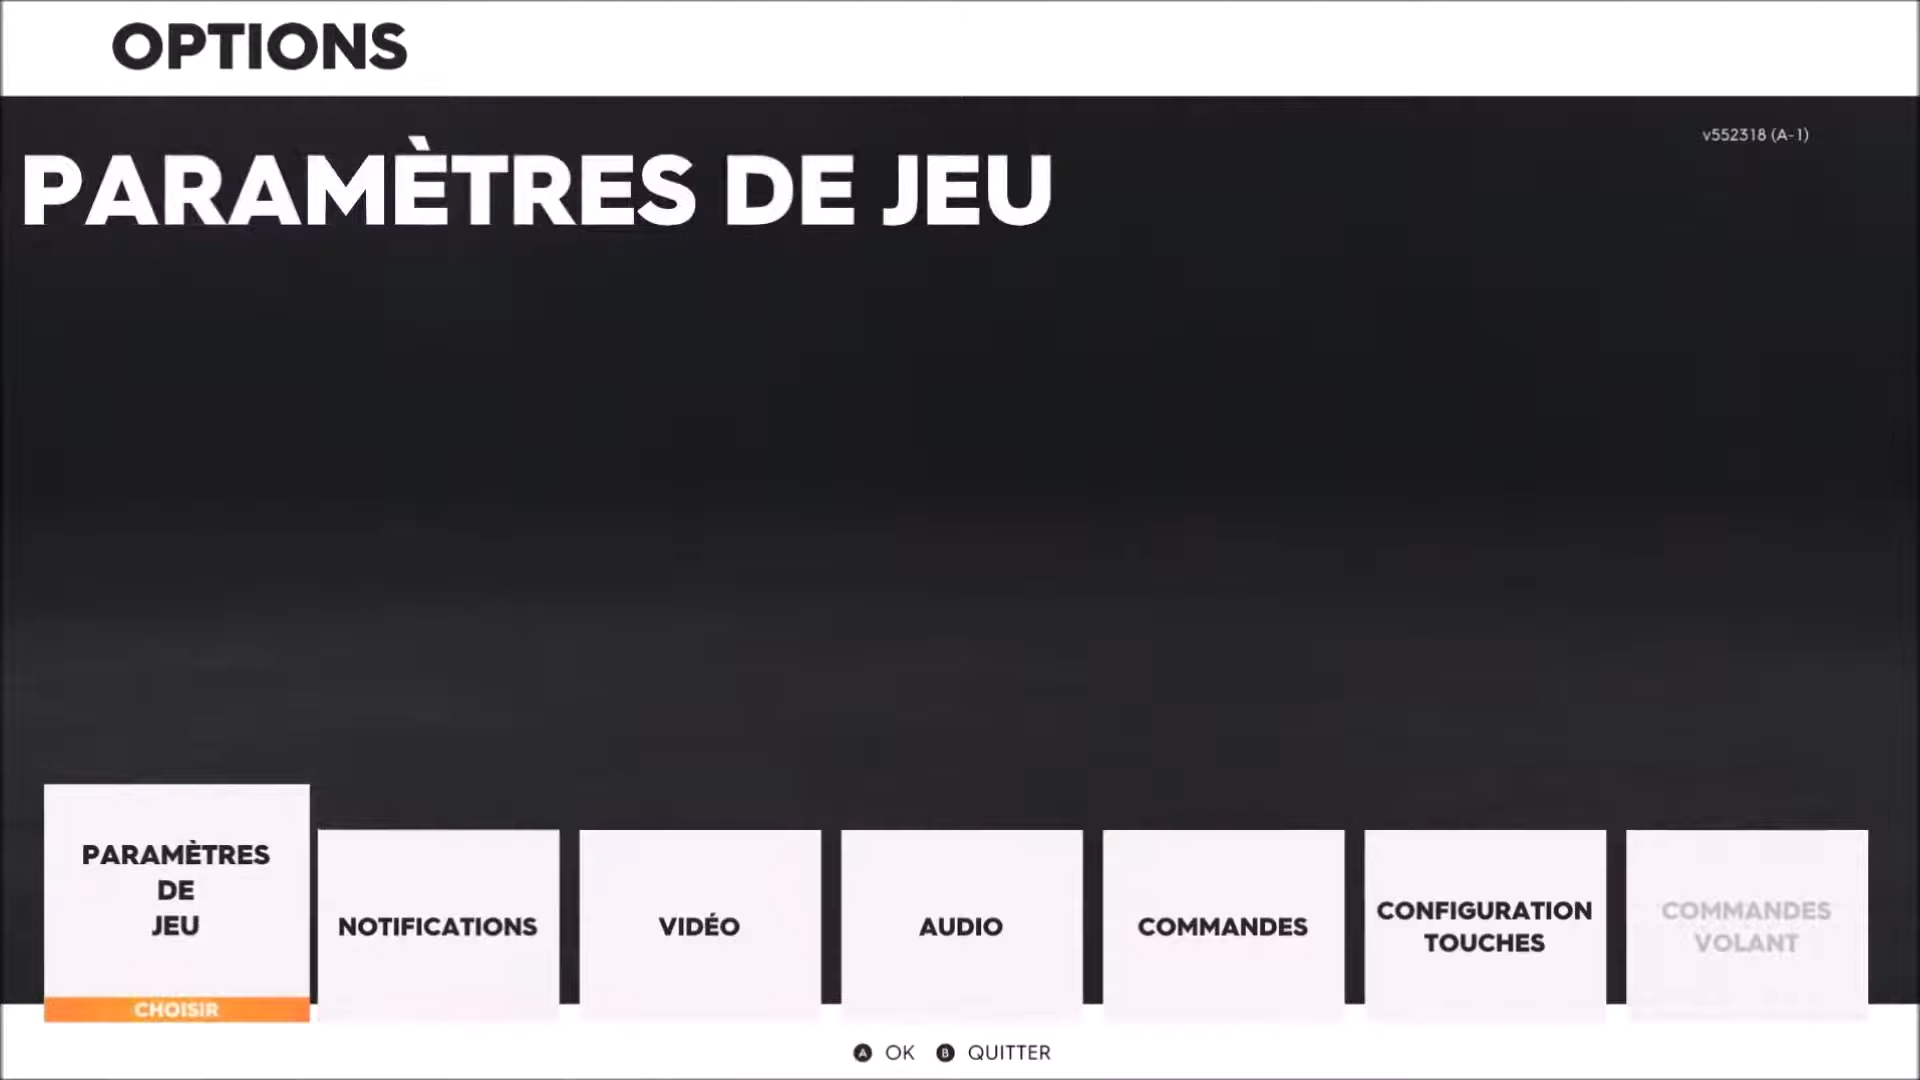 OPTIONS
v552318 (A-1)
PARAMÈTRES DE JEU
PARAMÈTRES
DE
JEU
CHOISIR
NOTIFICATIONS
VIDÉO
AUDIO
COMMANDES
CONFIGURATION
TOUCHES
COMMANDES
VOLANT
A OK B QUITTER